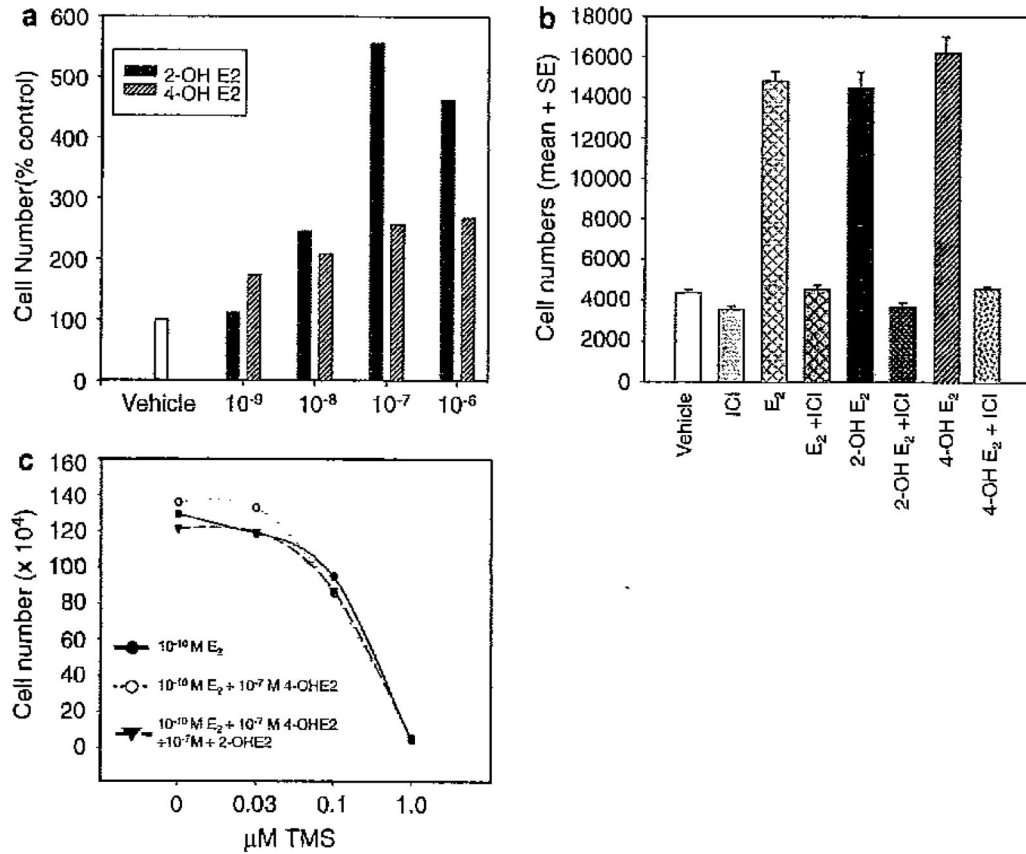 a
600
500
400
300
200
100
0
Cell Number(% control)
2-OH E2
4-OH E2
Vehicle 10⁻⁹ 10⁻⁸ 10⁻⁷ 10⁻⁶
b
18000
16000
14000
12000
10000
8000
6000
4000
2000
0
Cell numbers (mean + SE)
Vehicle
ICI
E₂
E₂ +ICI
2-OH E₂
2-OH E₂ +ICI
4-OH E₂
4-OH E₂ + ICI
c
160
140
120
100
80
60
40
20
0
Cell number (x 10⁴)
10⁻¹⁰ M E₂
10⁻¹⁰ M E₂ + 10⁻⁷ M 4-OHE2
10⁻¹⁰ M E₂ + 10⁻⁷ M 4-OHE2
+10⁻⁷M + 2-OHE2
0 0.03 0.1 1.0
μM TMS